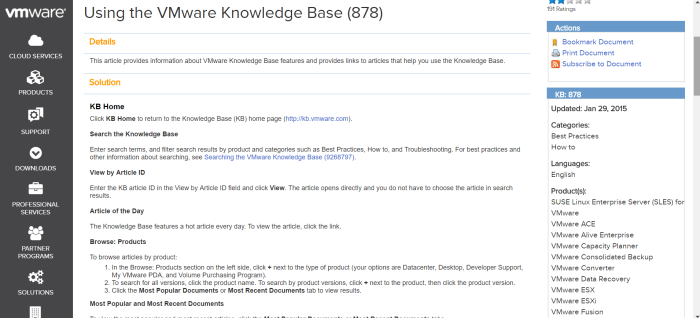 vmware
CLOUD SERVICES
PRODUCTS
SUPPORT
DOWNLOADS
PROFESSIONAL
SERVICES
PARTNER
PROGRAMS
SOLUTIONS
Using the VMware Knowledge Base (878)
Details
This article provides information about VMware Knowledge Base features and provides links to articles that help you use the Knowledge Base.
Solution
KB Home
Click KB Home to return to the Knowledge Base (KB) home page (http://kb.vmware.com).
Search the Knowledge Base
Enter search terms, and filter search results by product and categories such as Best Practices, How to, and Troubleshooting. For best practices and
other information about searching, see Searching the VMware Knowledge Base (9268797).
View by Article ID
Enter the KB article ID in the View by Article ID field and click View. The article opens directly and you do not have to choose the article in search
results.
Article of the Day
The Knowledge Base features a hot article every day. To view the article, click the link.
Browse: Products
To browse articles by product:
1. In the Browse: Products section on the left side, click + next to the type of product (your options are Datacenter, Desktop, Developer Support,
My VMware PDA, and Volume Purchasing Program).
2. To search for all versions, click the product name. To search by product versions, click + next to the product, then click the product version.
3. Click the Most Popular Documents or Most Recent Documents tab to view results.
Most Popular and Most Recent Documents
191 Ratings
Actions
Bookmark Document
Print Document
Subscribe to Document
KB: 878
Updated: Jan 29, 2015
Categories:
Best Practices
How to
Languages:
English
Product(s):
SUSE Linux Enterprise Server (SLES) for
VMware
VMware ACE
VMware Alive Enterprise
VMware Capacity Planner
VMware Consolidated Backup
VMware Converter
VMware Data Recovery
VMware ESX
VMware ESXi
VMware Fusion